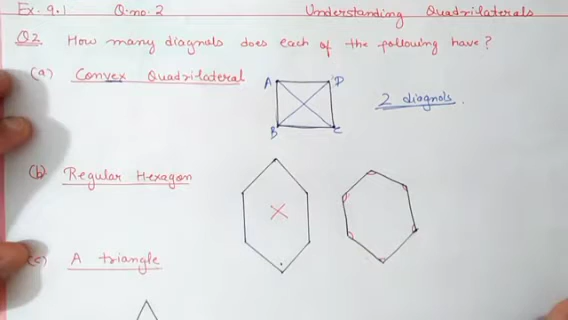 Ex. 9.1 Q.no. 2 Understanding Quadrilaterals
Q2. How many diagnals does each of the following have?
(a) Convex Quadrilateral
A D
2 diagnols.
B C
(b) Regular Hexagon
(c) A triangle